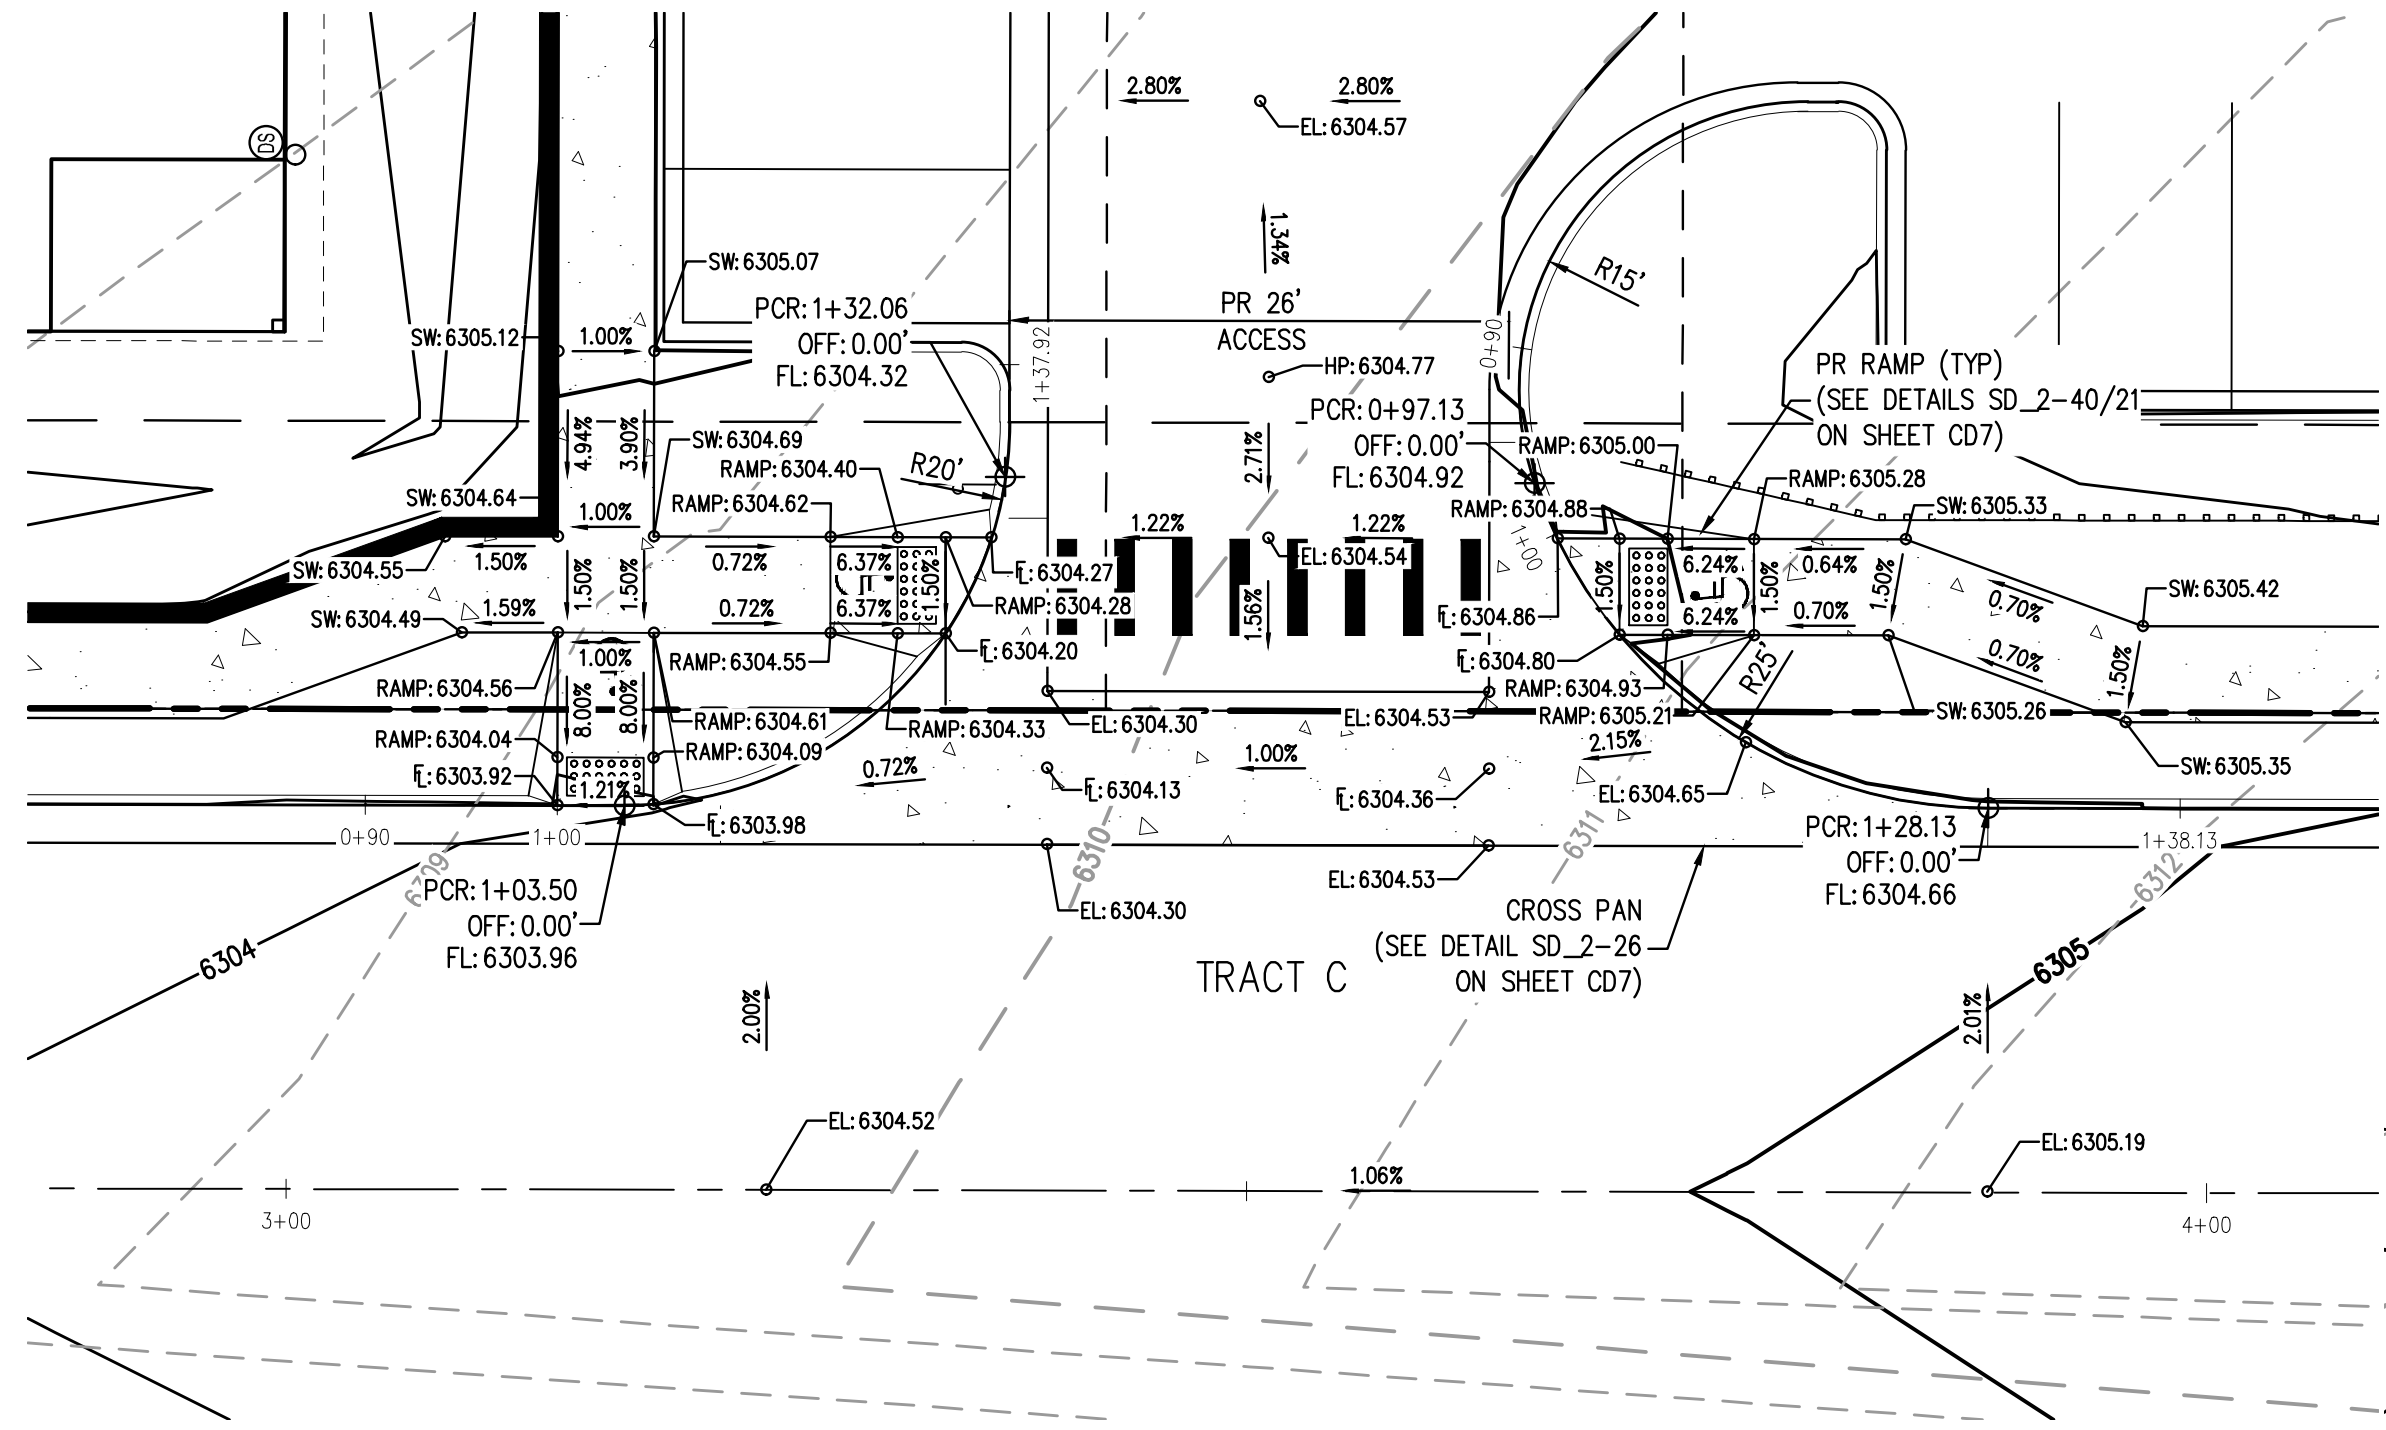 2.80%
2.80%
EL: 6304.57
DS
1.34%
SW: 6305.07
R15'
PCR: 1+32.06
OFF: 0.00'
FL: 6304.32
PR 26'
ACCESS
SW: 6305.12
1.00%
1+37.92
0+90
HP: 6304.77
PR RAMP (TYP)
(SEE DETAILS SD_2-40/21
ON SHEET CD7)
PCR: 0+97.13
OFF: 0.00'
FL: 6304.92
4.94%
3.90%
SW: 6304.69
RAMP: 6304.40
R20'
2.71%
RAMP: 6305.00
RAMP: 6305.28
SW: 6304.64
RAMP: 6304.62
1.00%
RAMP: 6304.88
SW: 6305.33
1.22%
1.22%
1+00
SW: 6304.55
1.50%
1.50%
1.50%
0.72%
6.37%
1.50%
FL: 6304.27
EL: 6304.54
1.50%
6.24%
1.50%
0.64%
1.50%
SW: 6305.42
0.70%
SW: 6304.49
1.59%
0.72%
6.37%
RAMP: 6304.28
1.56%
FL: 6304.86
6.24%
0.70%
1.00%
RAMP: 6304.55
FL: 6304.20
FL: 6304.80
R25'
0.70%
1.50%
RAMP: 6304.56
8.00%
8.00%
RAMP: 6304.93
RAMP: 6304.61
RAMP: 6304.33
EL: 6304.30
EL: 6304.53
RAMP: 6305.21
SW: 6305.26
RAMP: 6304.04
RAMP: 6304.09
0.72%
1.00%
2.15%
SW: 6305.35
FL: 6303.92
1.21%
FL: 6304.13
FL: 6304.36
EL: 6304.65
FL: 6303.98
0+90
1+00
PCR: 1+28.13
OFF: 0.00'
FL: 6304.66
1+38.13
6309
6310
6311
6312
PCR: 1+03.50
OFF: 0.00'
FL: 6303.96
EL: 6304.53
EL: 6304.30
CROSS PAN
(SEE DETAIL SD_2-26
ON SHEET CD7)
6304
6305
TRACT C
2.00%
2.01%
EL: 6304.52
EL: 6305.19
1.06%
3+00
4+00